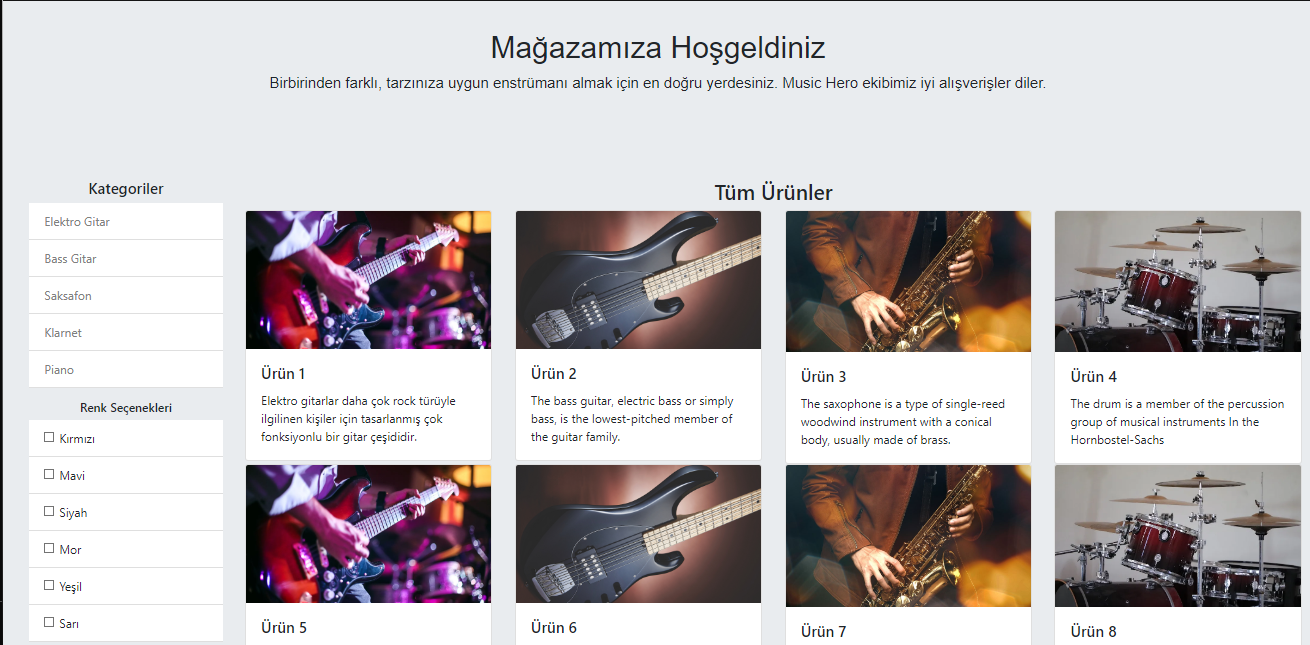 Mağazamıza Hoşgeldiniz
Birbirinden farklı, tarzınıza uygun enstrümanı almak için en doğru yerdesiniz. Music Hero ekibimiz iyi alışverişler diler.
Kategoriler
Elektro Gitar
Bass Gitar
Saksafon
Klarnet
Piano
Renk Seçenekleri
Kırmızı
Mavi
Siyah
Mor
Yeşil
Sarı
Tüm Ürünler
Ürün 1
Elektro gitarlar daha çok rock türüyle
ilgilinen kişiler için tasarlanmış çok
fonksiyonlu bir gitar çeşididir.
Ürün 2
The bass guitar, electric bass or simply
bass, is the lowest-pitched member of
the guitar family.
Ürün 3
The saxophone is a type of single-reed
woodwind instrument with a conical
body, usually made of brass.
Ürün 4
The drum is a member of the percussion
group of musical instruments In the
Hornbostel-Sachs
Ürün 5
Ürün 6
Ürün 7
Ürün 8